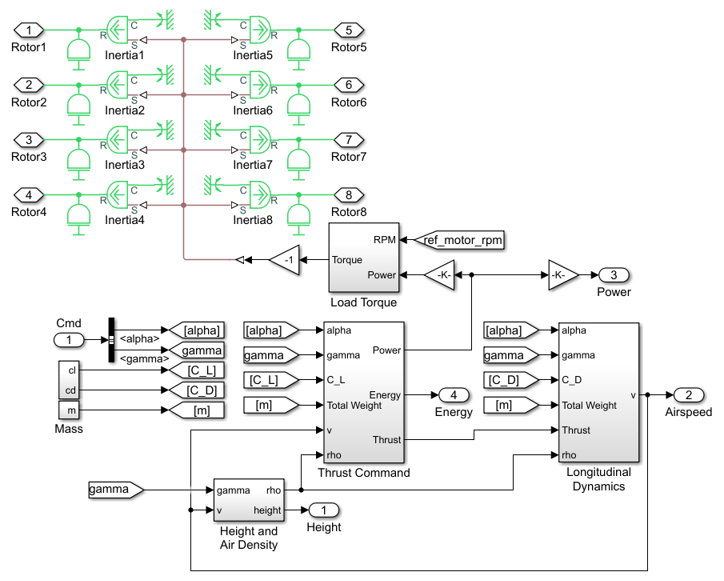 1
Rotor1
R
C
S
Inertia1
C
R
S
Inertia5
5
Rotor5
2
Rotor2
R
C
S
Inertia2
C
R
S
Inertia6
6
Rotor6
3
Rotor3
R
C
S
Inertia3
C
R
S
Inertia7
7
Rotor7
4
Rotor4
R
C
S
Inertia4
C
R
S
Inertia8
8
Rotor8
-1
Torque
RPM
Power
Load Torque
ref_motor_rpm
-K-
-K-
3
Power
Cmd
1
<alpha>
<gamma>
[alpha]
gamma
cl
cd
m
Mass
[C_L]
[C_D]
[m]
[alpha]
gamma
[C_L]
[m]
alpha
gamma
C_L
Total Weight
v
rho
Power
Energy
Thrust
Thrust Command
4
Energy
[alpha]
gamma
[C_D]
[m]
alpha
gamma
C_D
Total Weight
Thrust
rho
v
Longitudinal
Dynamics
2
Airspeed
gamma
gamma
v
rho
height
Height and
Air Density
1
Height